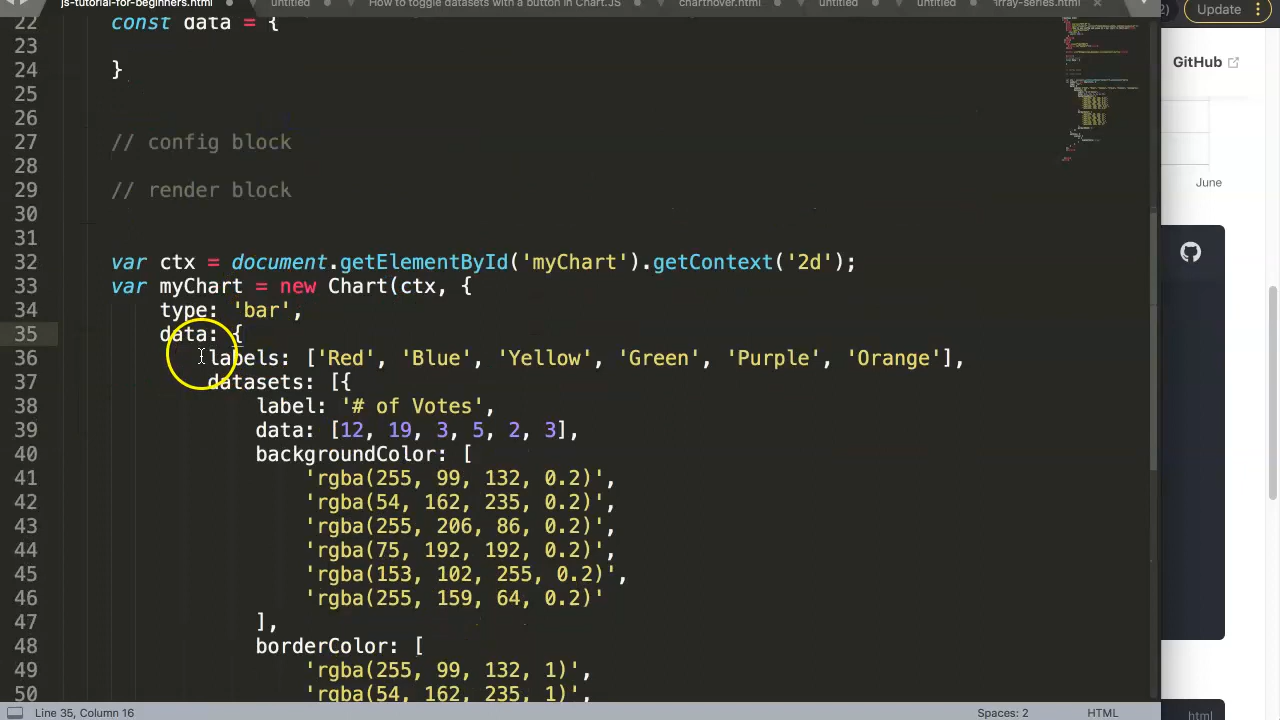 js-tutorial-for-beginners.html untitled How to toggle datasets with a button in Chart.JS charthover.html untitled untitled array-series.html
2) Update
22 const data = {
23
24 }
25
26
27 // config block
28
29 // render block
30
31
32 var ctx = document.getElementById('myChart').getContext('2d');
33 var myChart = new Chart(ctx, {
34 type: 'bar',
35 data: {
36 labels: ['Red', 'Blue', 'Yellow', 'Green', 'Purple', 'Orange'],
37 datasets: [{
38 label: '# of Votes',
39 data: [12, 19, 3, 5, 2, 3],
40 backgroundColor: [
41 'rgba(255, 99, 132, 0.2)',
42 'rgba(54, 162, 235, 0.2)',
43 'rgba(255, 206, 86, 0.2)',
44 'rgba(75, 192, 192, 0.2)',
45 'rgba(153, 102, 255, 0.2)',
46 'rgba(255, 159, 64, 0.2)'
47 ],
48 borderColor: [
49 'rgba(255, 99, 132, 1)',
50 'rgba(54, 162, 235, 1)',
GitHub
June
html
Line 35, Column 16 Spaces: 2 HTML